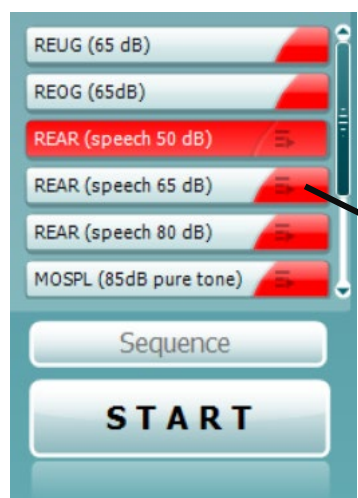 REUG (65 dB)
REOG (65dB)
REAR (speech 50 dB)
REAR (speech 65 dB)
REAR (speech 80 dB)
MOSPL (85dB pure tone)
Sequence
START